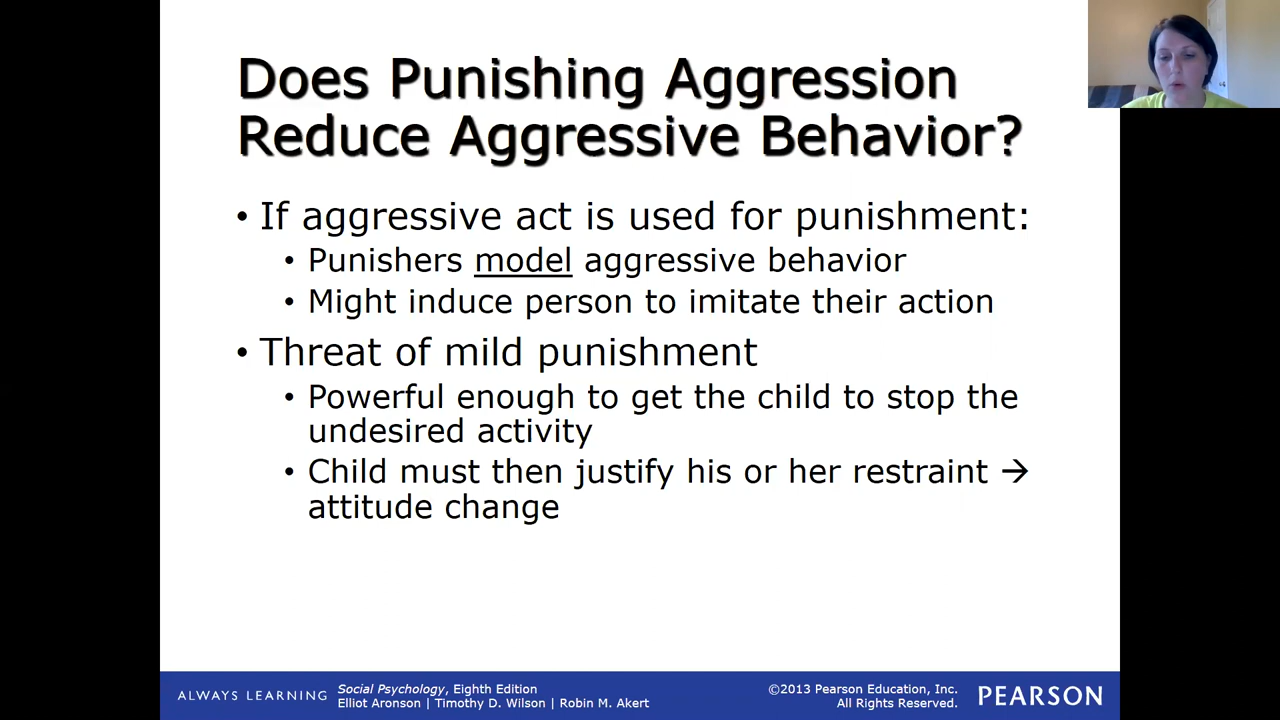 Does Punishing Aggression
Reduce Aggressive Behavior?
• If aggressive act is used for punishment:
• Punishers model aggressive behavior
• Might induce person to imitate their action
• Threat of mild punishment
• Powerful enough to get the child to stop the
undesired activity
• Child must then justify his or her restraint →
attitude change
ALWAYS LEARNING
Social Psychology, Eighth Edition
Elliot Aronson | Timothy D. Wilson | Robin M. Akert
©2013 Pearson Education, Inc.
All Rights Reserved.
PEARSON